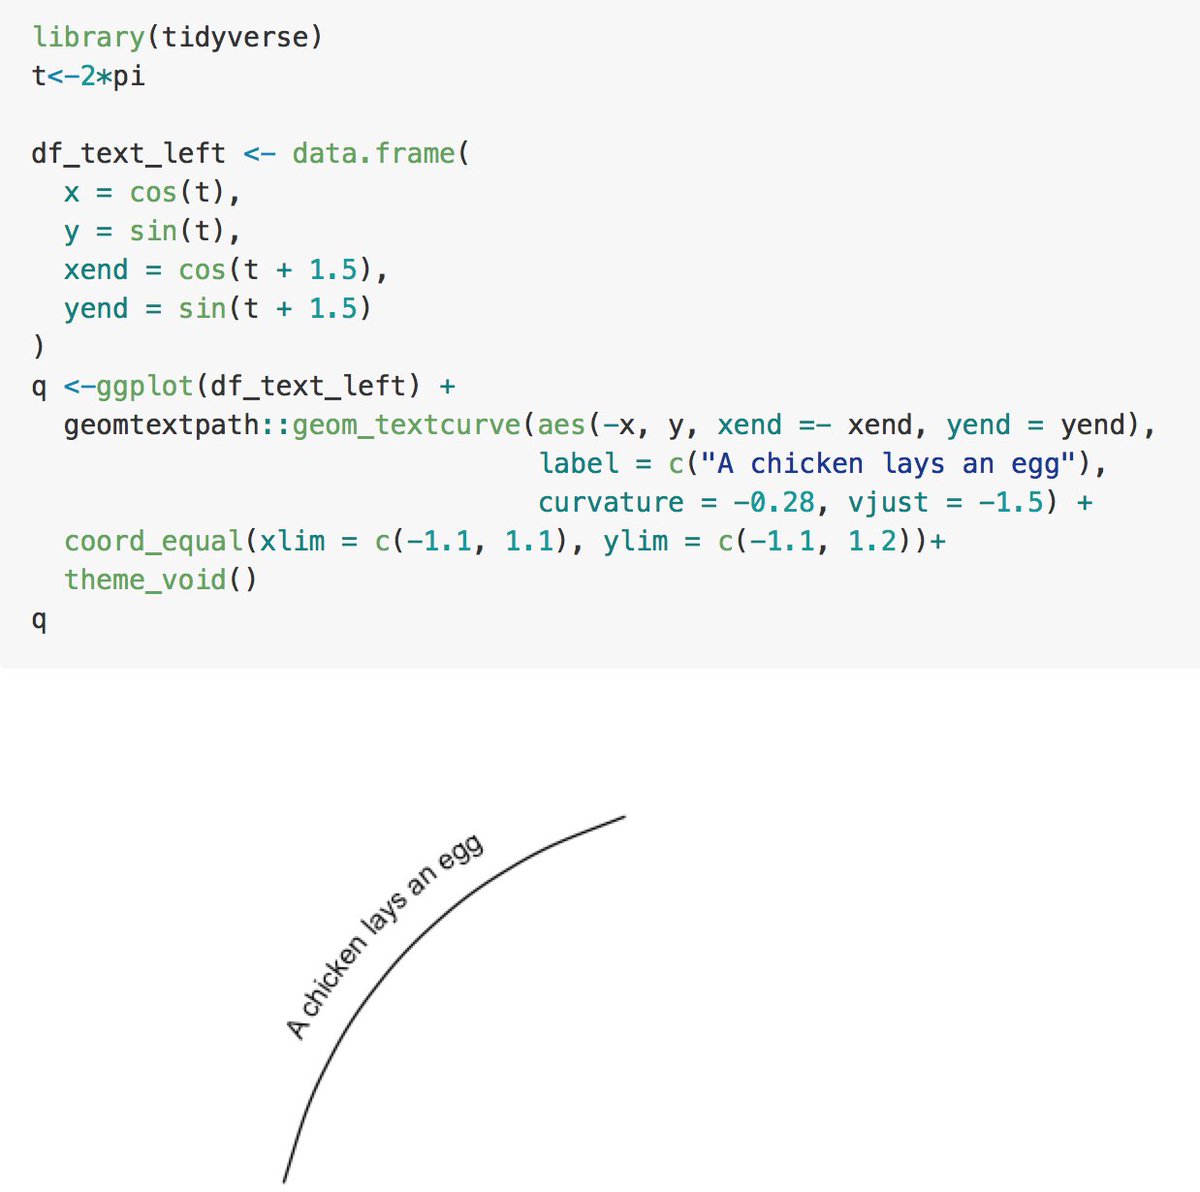 library(tidyverse)
t<-2*pi
df_text_left <- data.frame(
  x = cos(t),
  y = sin(t),
  xend = cos(t + 1.5),
  yend = sin(t + 1.5)
)
q <-ggplot(df_text_left) +
  geomtextpath::geom_textcurve(aes(-x, y, xend =- xend, yend = yend),
                               label = c("A chicken lays an egg"),
                               curvature = -0.28, vjust = -1.5) +
  coord_equal(xlim = c(-1.1, 1.1), ylim = c(-1.1, 1.2))+
  theme_void()
q
A chicken lays an egg